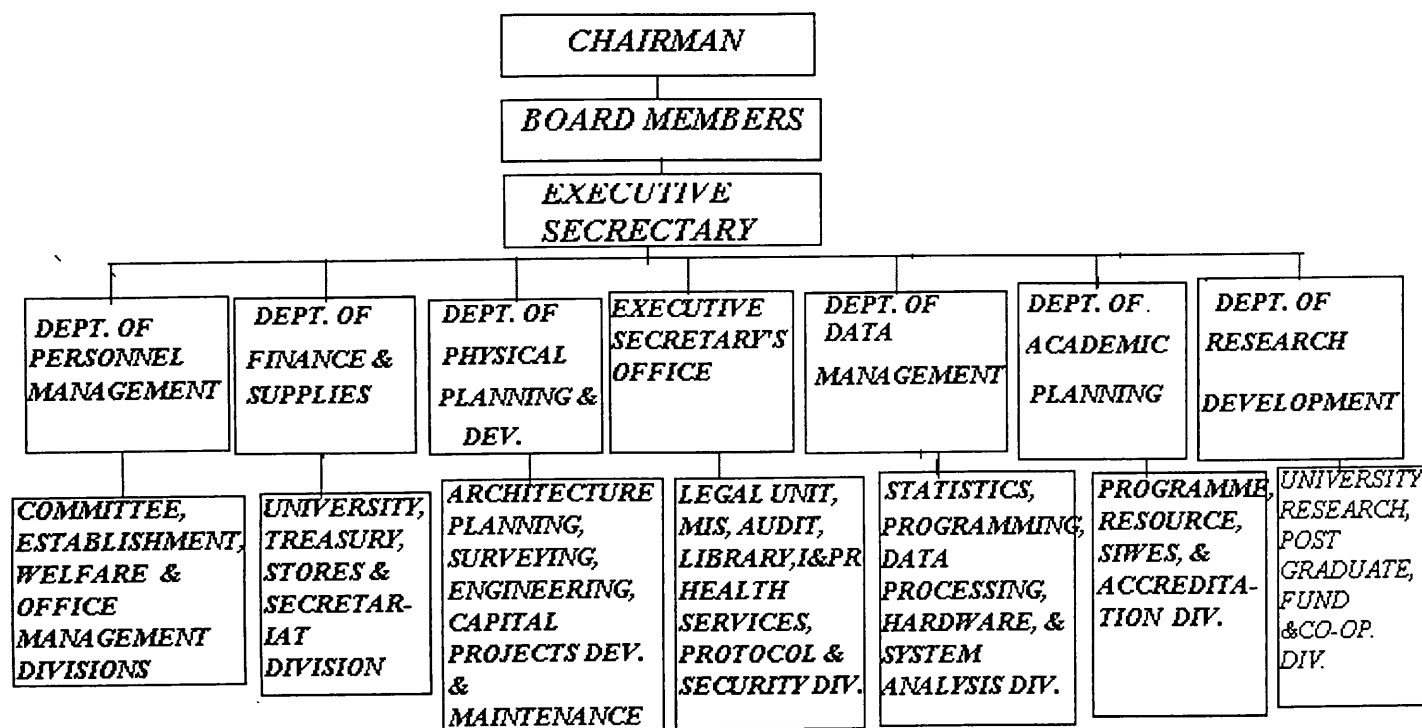 CHAIRMAN
BOARD MEMBERS
EXECUTIVE
SECRECTARY
DEPT. OF
PERSONNEL
MANAGEMENT
DEPT. OF
FINANCE &
SUPPLIES
DEPT. OF
PHYSICAL
PLANNING &
DEV.
EXECUTIVE
SECRETARY'S
OFFICE
DEPT. OF
DATA
MANAGEMENT
DEPT. OF
ACADEMIC
PLANNING
DEPT. OF
RESEARCH
DEVELOPMENT
COMMITTEE,
ESTABLISHMENT,
WELFARE &
OFFICE
MANAGEMENT
DIVISIONS
UNIVERSITY,
TREASURY,
STORES &
SECRETAR-
IAT
DIVISION
ARCHITECTURE
PLANNING,
SURVEYING,
ENGINEERING,
CAPITAL
PROJECTS DEV.
&
MAINTENANCE
LEGAL UNIT,
MIS, AUDIT,
LIBRARY,I&PR
HEALTH
SERVICES,
PROTOCOL &
SECURITY DIV.
STATISTICS,
PROGRAMMING,
DATA
PROCESSING,
HARDWARE, &
SYSTEM
ANALYSIS DIV.
PROGRAMME,
RESOURCE,
SIWES, &
ACCREDITA-
TION DIV.
UNIVERSITY
RESEARCH,
POST
GRADUATE,
FUND
&CO-OP.
DIV.